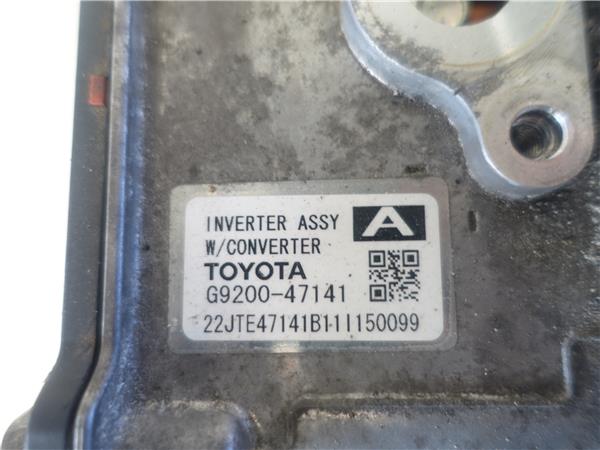 INVERTER ASSY A
W/CONVERTER
TOYOTA
G9200-47141
22JTE47141B111150099